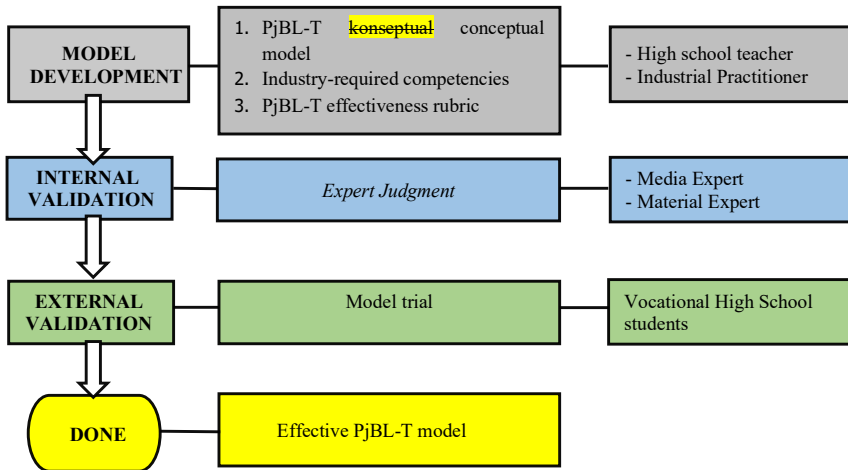 MODEL
DEVELOPMENT
1. PjBL-T konseptual conceptual
model
2. Industry-required competencies
3. PjBL-T effectiveness rubric
- High school teacher
- Industrial Practitioner
INTERNAL
VALIDATION
Expert Judgment
- Media Expert
- Material Expert
EXTERNAL
VALIDATION
Model trial
Vocational High School
students
DONE
Effective PjBL-T model